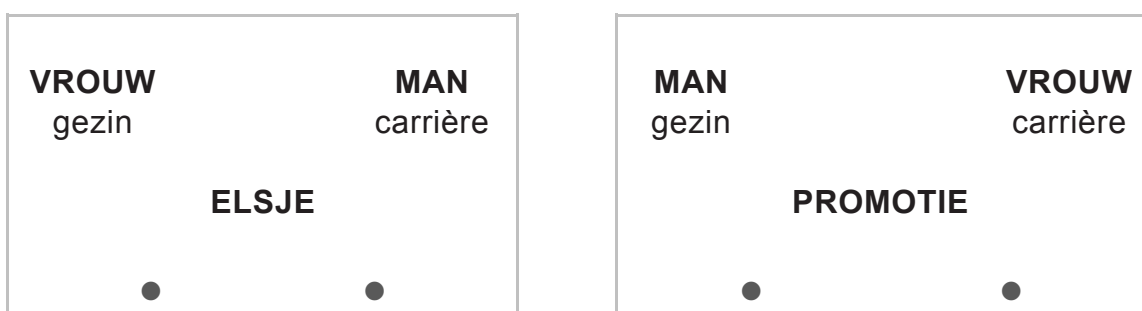 VROUW MAN
gezin carrière
ELSJE
MAN VROUW
gezin carrière
PROMOTIE